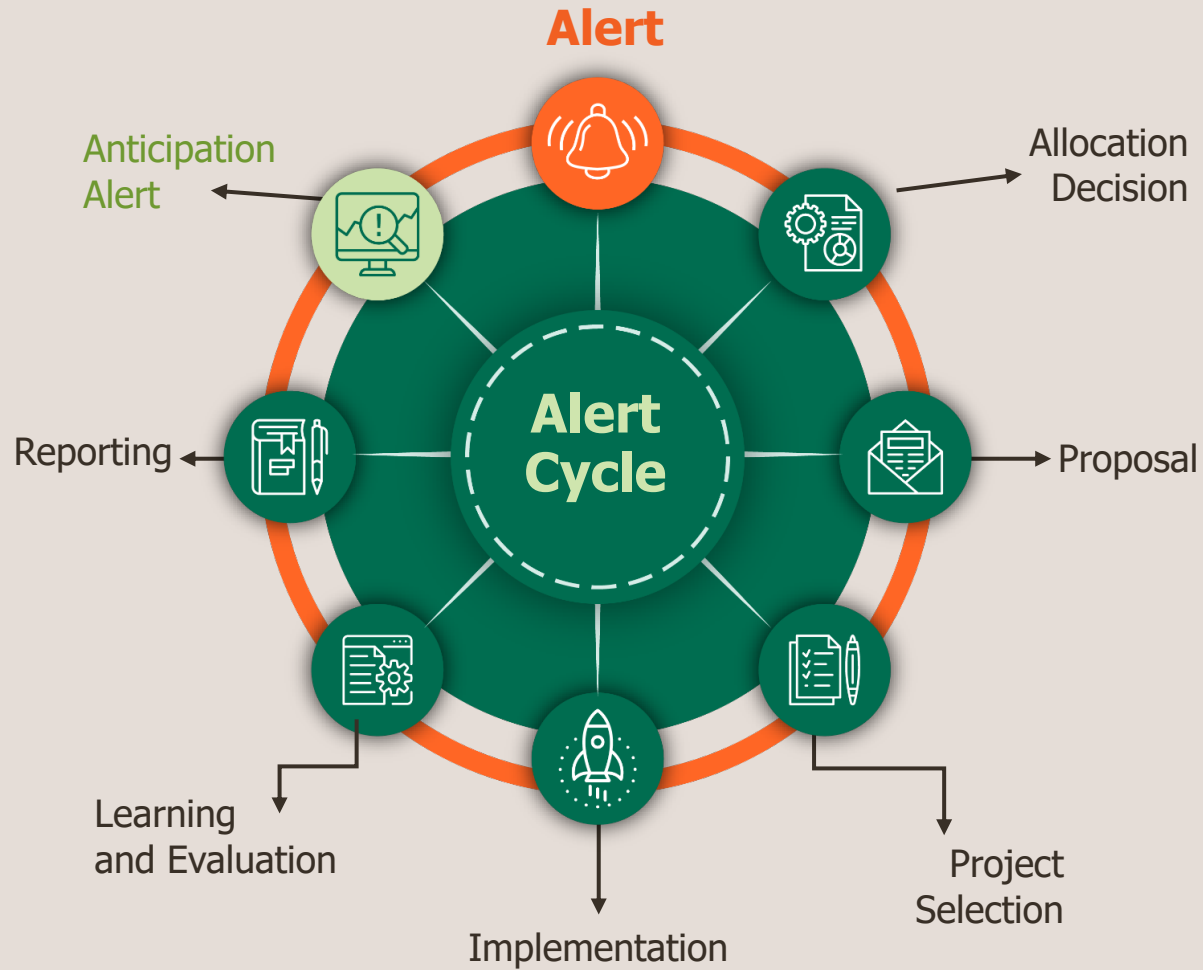 Alert
Anticipation
Alert
Allocation
Decision
Alert
Cycle
Reporting
Proposal
Learning
and Evaluation
Project
Selection
Implementation